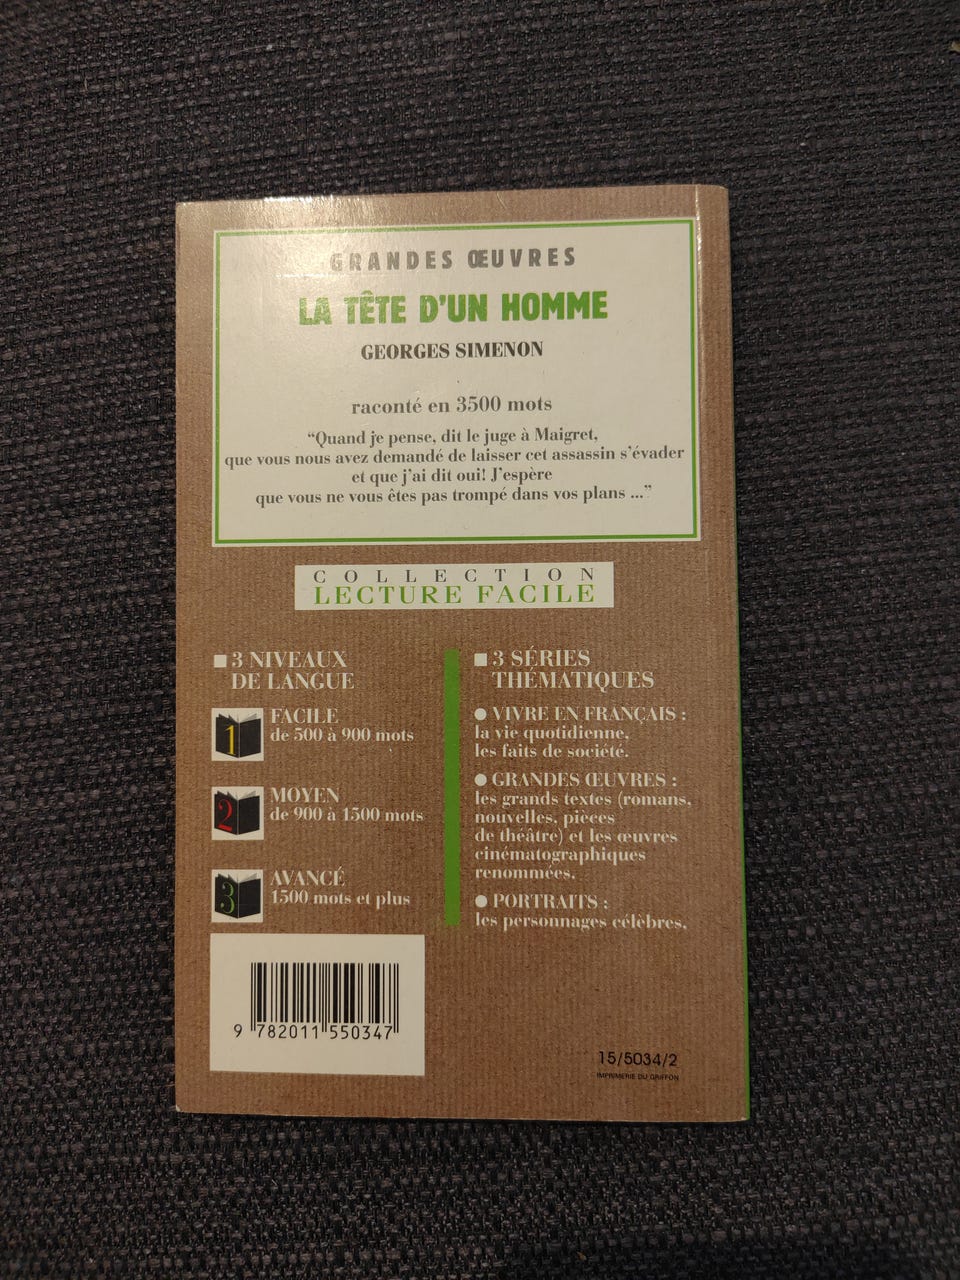 GRANDES ŒUVRES
LA TÊTE D'UN HOMME
GEORGES SIMENON
raconté en 3500 mots
“Quand je pense, dit le juge à Maigret,
que vous nous avez demandé de laisser cet assassin s'évader
et que j'ai dit oui! J'espère
que vous ne vous êtes pas trompé dans vos plans ...”
COLLECTION
LECTURE FACILE
3 NIVEAUX
DE LANGUE
1
FACILE
de 500 à 900 mots
2
MOYEN
de 900 à 1500 mots
3
AVANCÉ
1500 mots et plus
3 SÉRIES
THÉMATIQUES
● VIVRE EN FRANÇAIS :
la vie quotidienne,
les faits de société.
● GRANDES ŒUVRES :
les grands textes (romans,
nouvelles, pièces
de théâtre) et les œuvres
cinématographiques
renommées.
● PORTRAITS :
les personnages célèbres.
9 782011 550347
15/5034/2
IMPRIMERIE DU GRIFFON